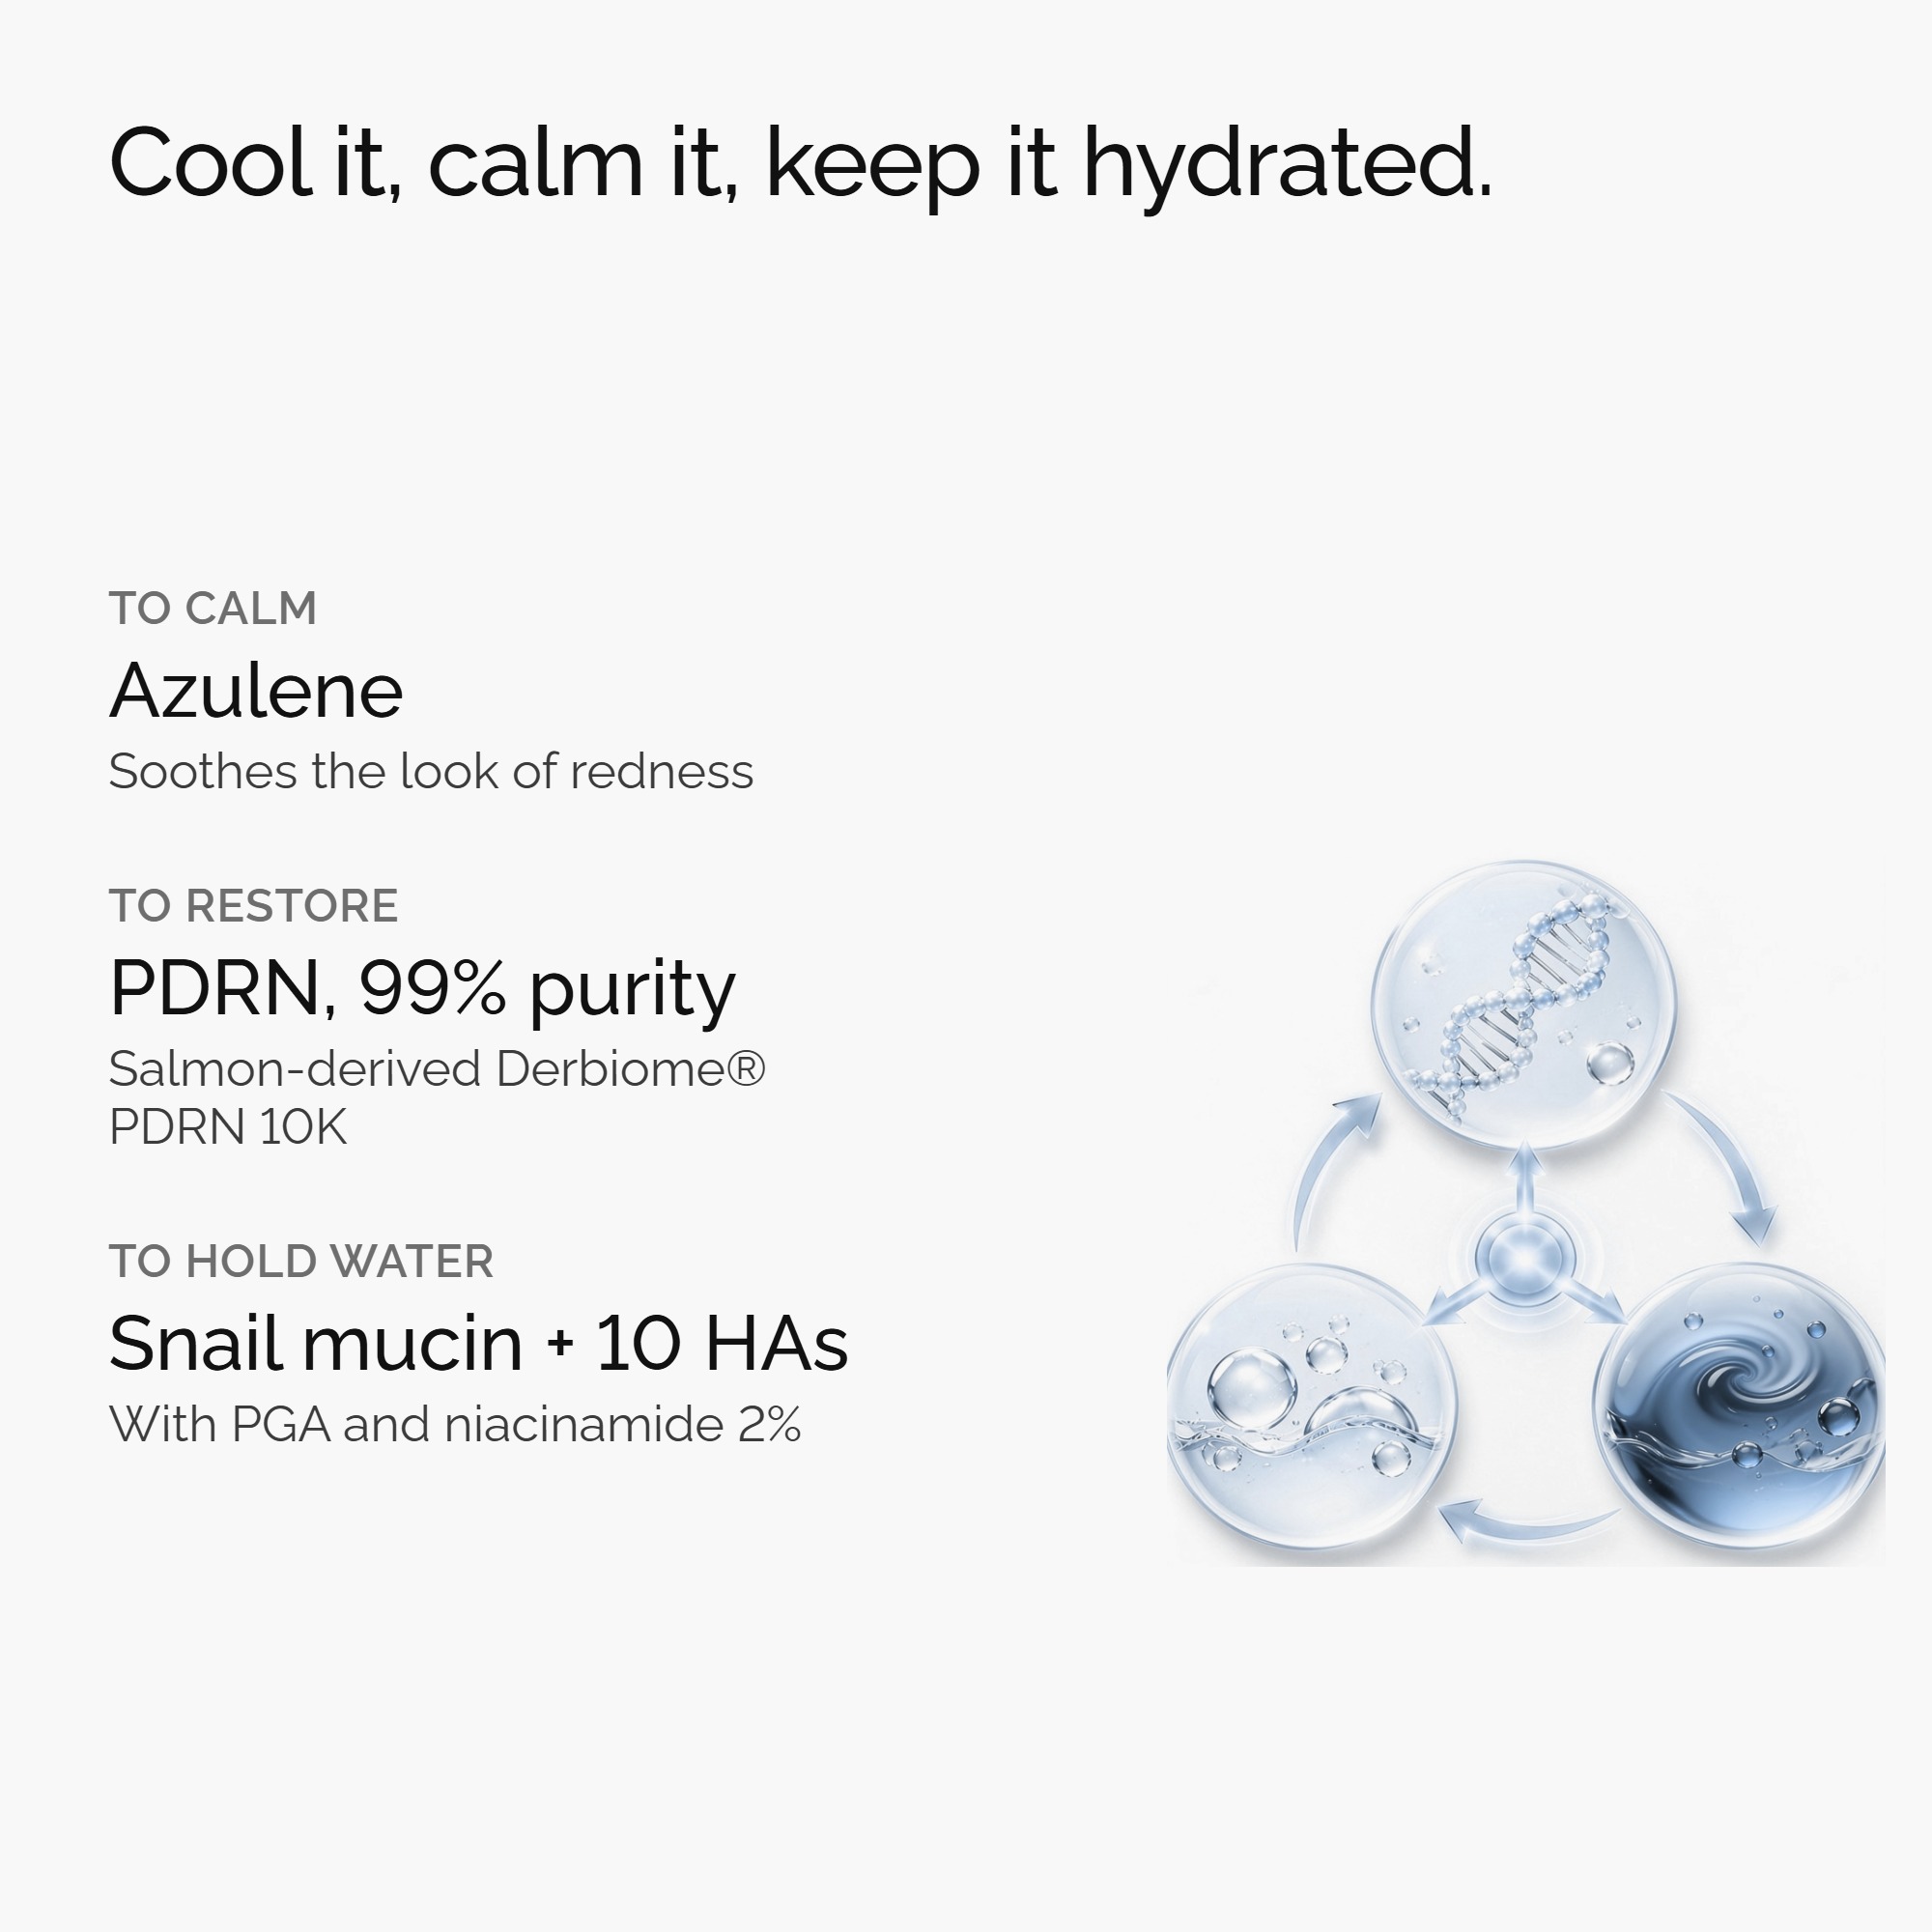 Cool it, calm it, keep it hydrated.
TO CALM
Azulene
Soothes the look of redness
TO RESTORE
PDRN, 99% purity
Salmon-derived Derbiome®
PDRN 10K
TO HOLD WATER
Snail mucin + 10 HAs
With PGA and niacinamide 2%